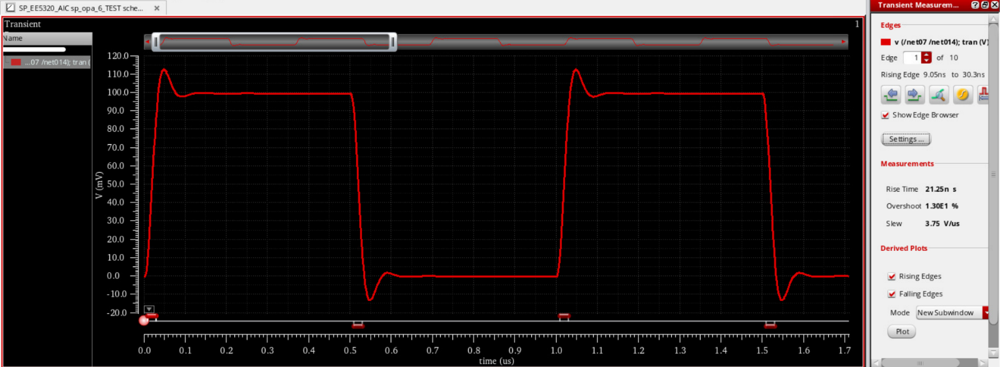 SP_EE5320_AIC sp_opa_6_TEST sche...
Transient Measurem...
Transient
1
Name
...07 /net014); tran (
120.0
110.0
100.0
90.0
80.0
70.0
60.0
50.0
40.0
30.0
20.0
10.0
0.0
-10.0
-20.0
V (mV)
0.0 0.1 0.2 0.3 0.4 0.5 0.6 0.7 0.8 0.9 1.0 1.1 1.2 1.3 1.4 1.5 1.6 1.7
time (us)
Edges
v (/net07 /net014); tran (V)
Edge 1 of 10
Rising Edge 9.05ns to 30.3ns
Show Edge Browser
Settings ...
Measurements
Rise Time 21.25n s
Overshoot 1.30E1 %
Slew 3.75 V/us
Derived Plots
Rising Edges
Falling Edges
Mode New Subwindow
Plot